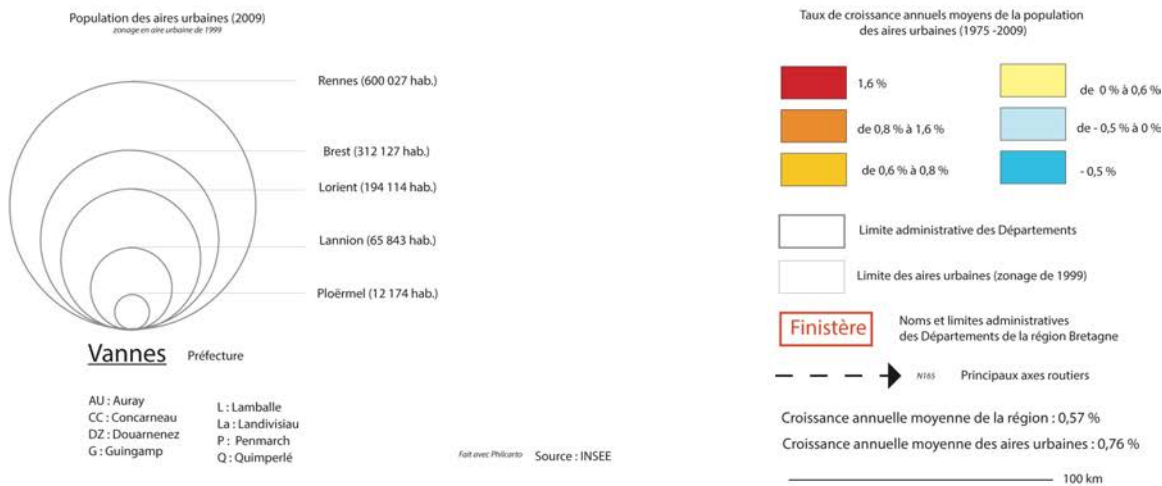 Population des aires urbaines (2009)
zonage en aire urbaine de 1999
Rennes (600 027 hab.)
Brest (312 127 hab.)
Lorient (194 114 hab.)
Lannion (65 843 hab.)
Ploërmel (12 174 hab.)
Vannes Préfecture
AU : Auray
CC : Concarneau
DZ : Douarnenez
G : Guingamp
L : Lamballe
La : Landivisiau
P : Penmarch
Q : Quimperlé
Fait avec Philcarto Source : INSEE
Taux de croissance annuels moyens de la population
des aires urbaines (1975 -2009)
1,6 %
de 0,8 % à 1,6 %
de 0,6 % à 0,8 %
de 0 % à 0,6 %
de - 0,5 % à 0 %
- 0,5 %
Limite administrative des Départements
Limite des aires urbaines (zonage de 1999)
Finistère
Noms et limites administratives
des Départements de la région Bretagne
N165 Principaux axes routiers
Croissance annuelle moyenne de la région : 0,57 %
Croissance annuelle moyenne des aires urbaines : 0,76 %
100 km